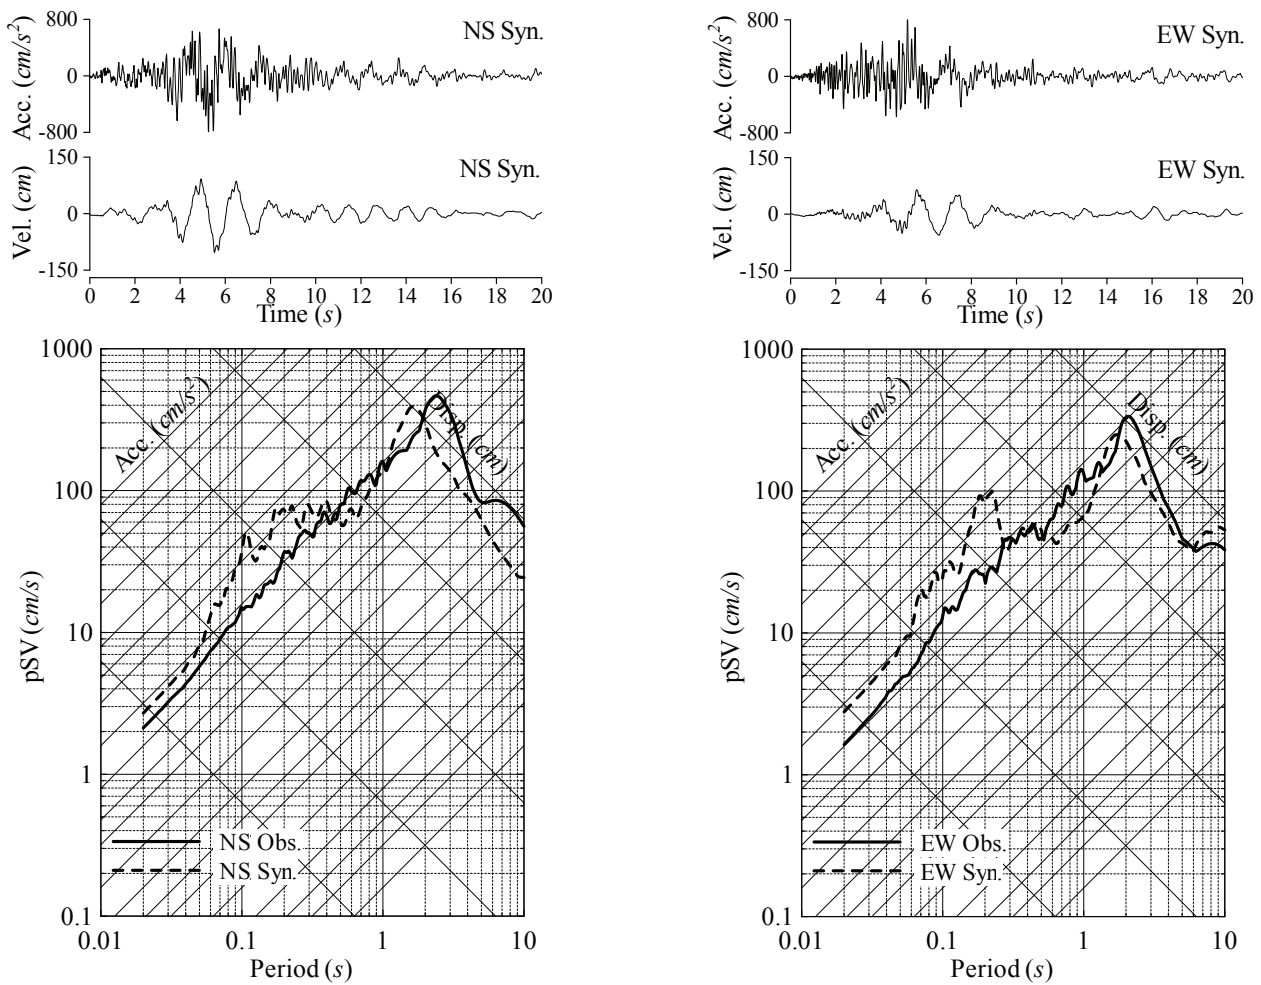 800
0
-800
Acc. (cm/s²)
NS Syn.
150
0
-150
Vel. (cm)
NS Syn.
0 2 4 6 8 10 12 14 16 18 20
Time (s)
800
0
-800
Acc. (cm/s²)
EW Syn.
150
0
-150
Vel. (cm)
EW Syn.
0 2 4 6 8 10 12 14 16 18 20
Time (s)
1000
100
10
1
0.1
pSV (cm/s)
Acc. (cm/s²)
Disp. (cm)
NS Obs.
NS Syn.
0.01 0.1 1 10
Period (s)
1000
100
10
1
0.1
pSV (cm/s)
Acc. (cm/s²)
Disp. (cm)
EW Obs.
EW Syn.
0.01 0.1 1 10
Period (s)